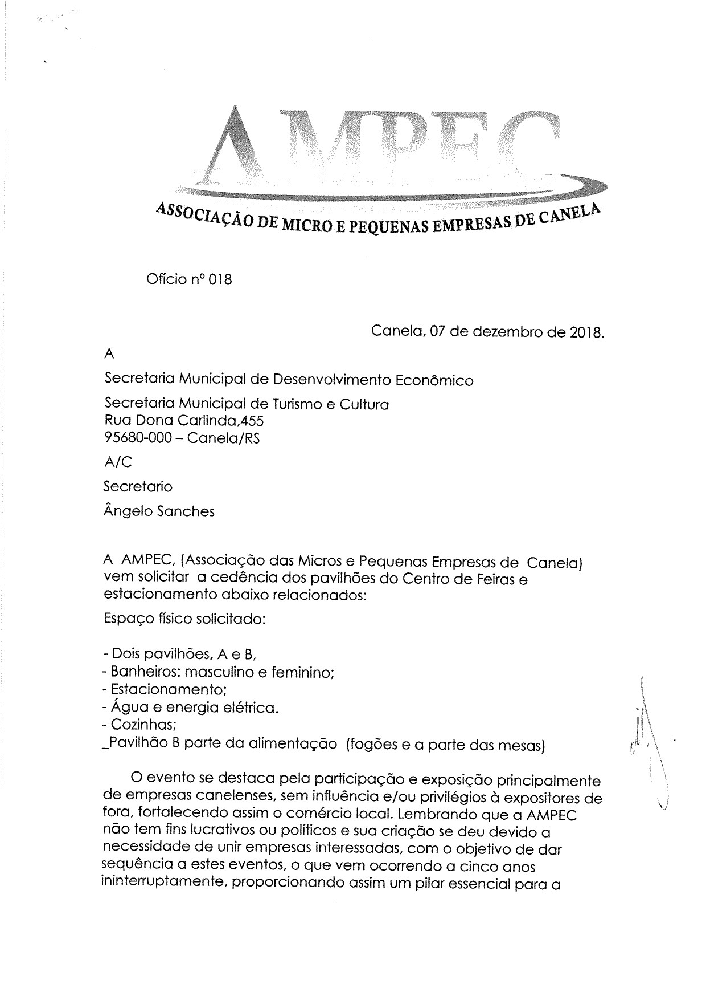 AMPEC
ASSOCIAÇÃO DE MICRO E PEQUENAS EMPRESAS DE CANELA
Ofício nº 018
Canela, 07 de dezembro de 2018.
A
Secretaria Municipal de Desenvolvimento Econômico
Secretaria Municipal de Turismo e Cultura
Rua Dona Carlinda,455
95680-000 – Canela/RS
A/C
Secretario
Ângelo Sanches
A AMPEC, (Associação das Micros e Pequenas Empresas de Canela)
vem solicitar a cedência dos pavilhões do Centro de Feiras e
estacionamento abaixo relacionados:
Espaço físico solicitado:
- Dois pavilhões, A e B,
- Banheiros: masculino e feminino;
- Estacionamento;
- Água e energia elétrica.
- Cozinhas;
_Pavilhão B parte da alimentação (fogões e a parte das mesas)
O evento se destaca pela participação e exposição principalmente
de empresas canelenses, sem influência e/ou privilégios à expositores de
fora, fortalecendo assim o comércio local. Lembrando que a AMPEC
não tem fins lucrativos ou políticos e sua criação se deu devido a
necessidade de unir empresas interessadas, com o objetivo de dar
sequência a estes eventos, o que vem ocorrendo a cinco anos
ininterruptamente, proporcionando assim um pilar essencial para a